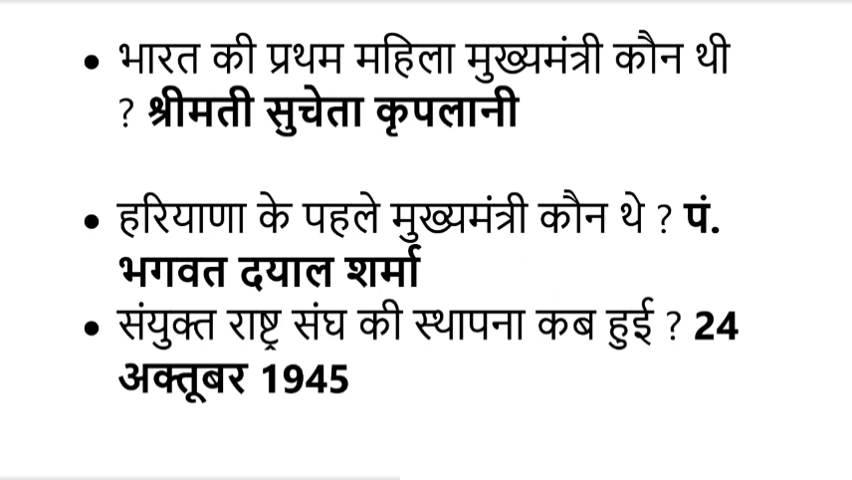 • भारत की प्रथम महिला मुख्यमंत्री कौन थी
? श्रीमती सुचेता कृपलानी
• हरियाणा के पहले मुख्यमंत्री कौन थे ? पं.
भगवत दयाल शर्मा
• संयुक्त राष्ट्र संघ की स्थापना कब हुई ? 24
अक्तूबर 1945